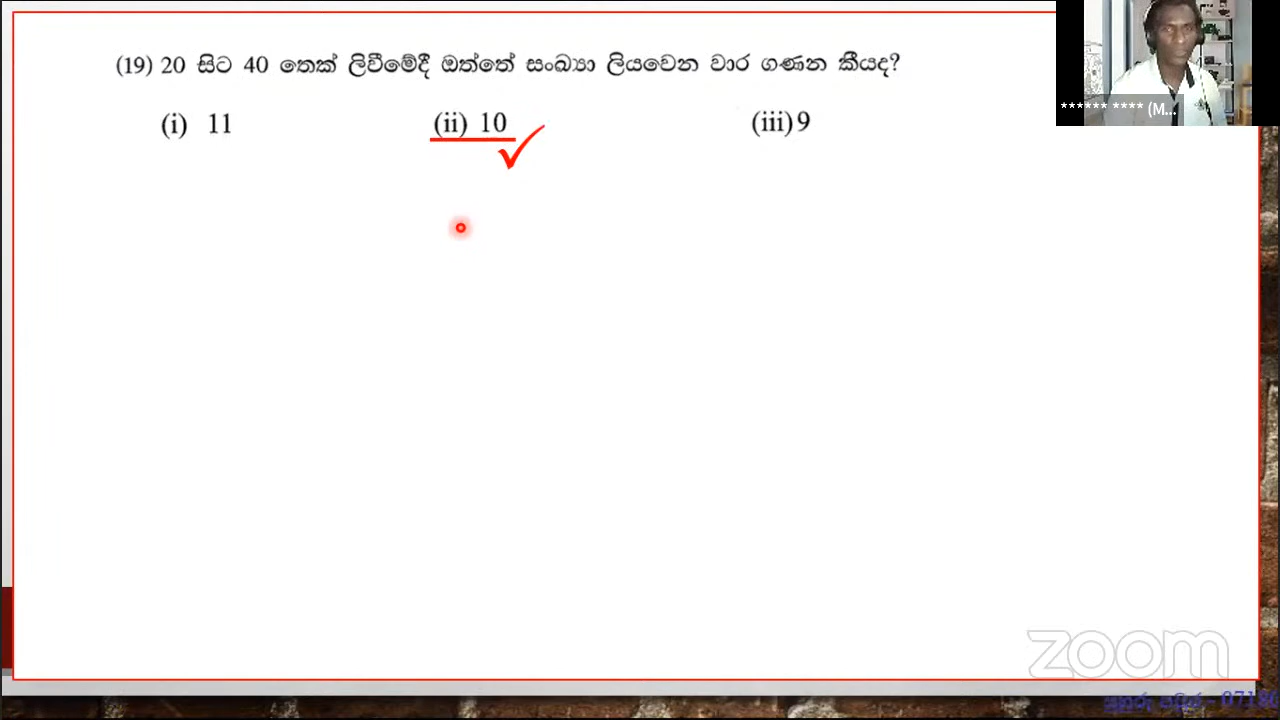 (19) 20 සිට 40 තෙක් ලිවීමේදී ඔත්තේ සංඛ්‍යා ලියවෙන වාර ගණන කීයද?
(i) 11 (ii) 10 (iii) 9
****** **** (M...
zoom